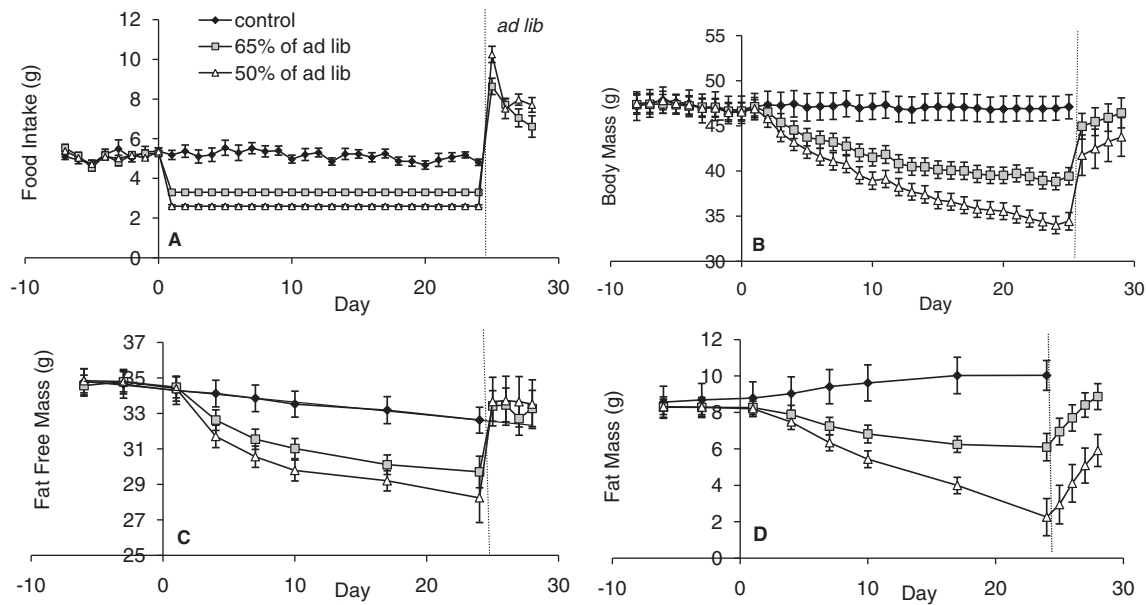 control
65% of ad lib
50% of ad lib
ad lib
Food Intake (g)
12
10
8
6
4
2
0
A
-10
0
10
20
30
Day
Body Mass (g)
55
50
45
40
35
30
B
-10
0
10
20
30
Day
Fat Free Mass (g)
37
35
33
31
29
27
25
C
-10
0
10
20
30
Day
Fat Mass (g)
12
10
8
6
4
2
0
D
-10
0
10
20
30
Day